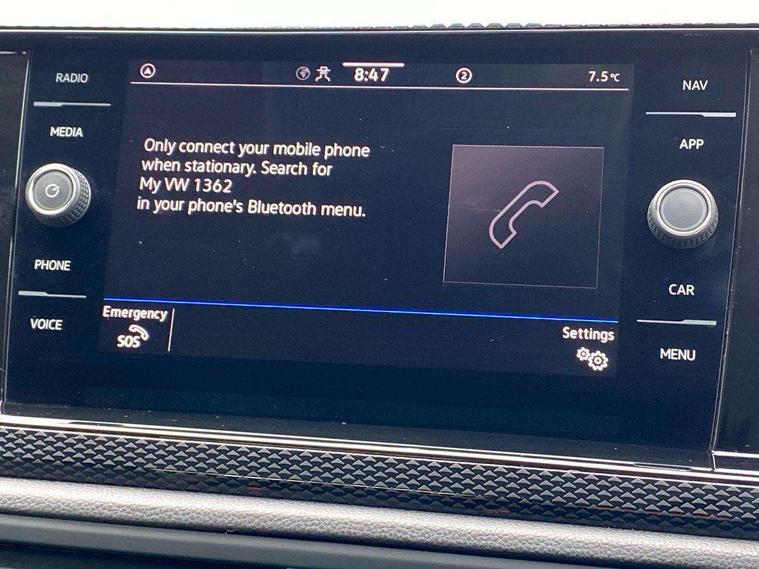 RADIO
MEDIA
PHONE
VOICE
8:47
2
7.5°C
Only connect your mobile phone
when stationary. Search for
My VW 1362
in your phone's Bluetooth menu.
Emergency
SOS
Settings
NAV
APP
CAR
MENU